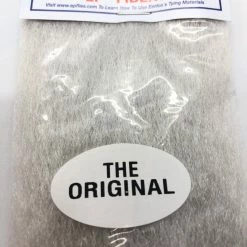 Visit www.epflies.com To Learn How To Use Enrico's Tying Materials
THE
ORIGINAL